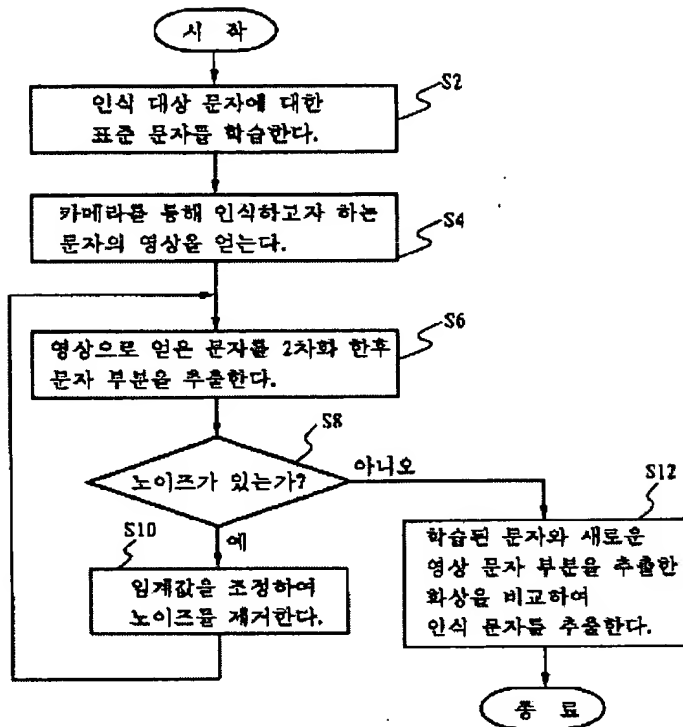 시 작
S2
인식 대상 문자에 대한
표준 문자를 학습한다.
S4
카메라를 통해 인식하고자 하는
문자의 영상을 얻는다.
S6
영상으로 얻은 문자를 2차화 한후
문자 부분을 추출한다.
S8
노이즈가 있는가?
아니오
예
S10
임계값을 조정하여
노이즈를 제거한다.
S12
학습된 문자와 새로운
영상 문자 부분을 추출한
화상을 비교하여
인식 문자를 추출한다.
종 료